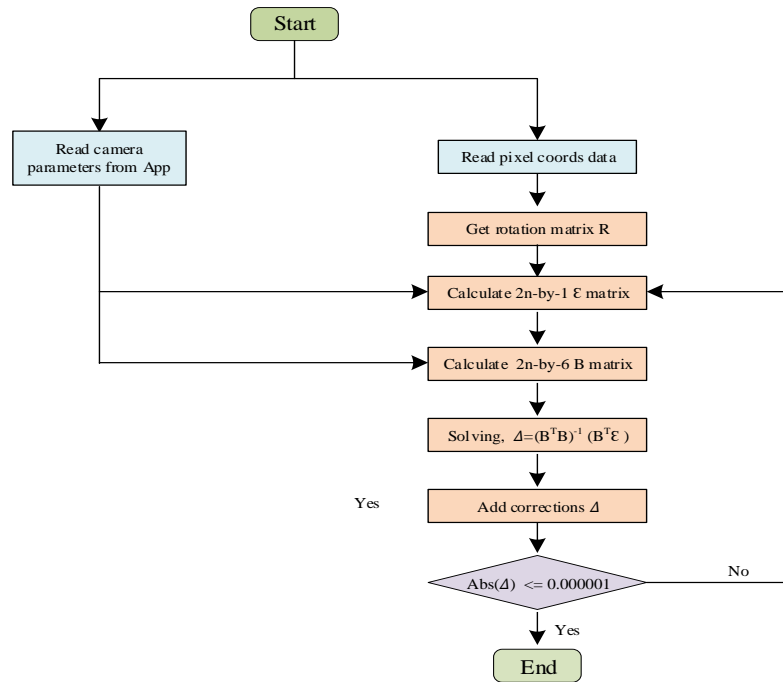 Start
Read camera
parameters from App
Read pixel coords data
Get rotation matrix R
Calculate 2n-by-1 Ɛ matrix
Calculate 2n-by-6 B matrix
Solving, Δ=(BᵀB)⁻¹ (BᵀƐ )
Yes
Add corrections Δ
Abs(Δ) <= 0.000001
No
Yes
End